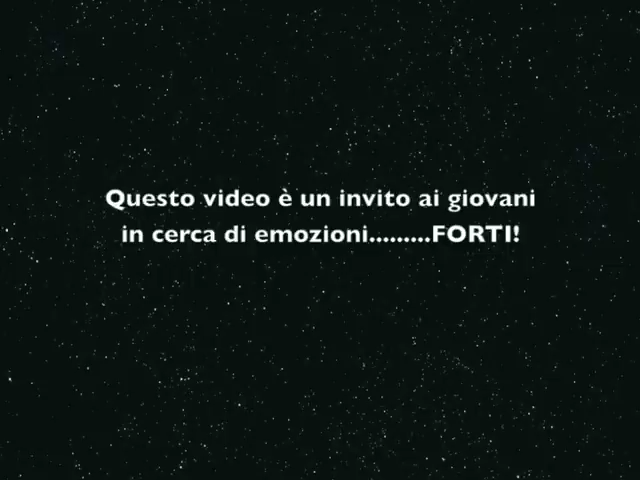 Questo video è un invito ai giovani
in cerca di emozioni.........FORTI!